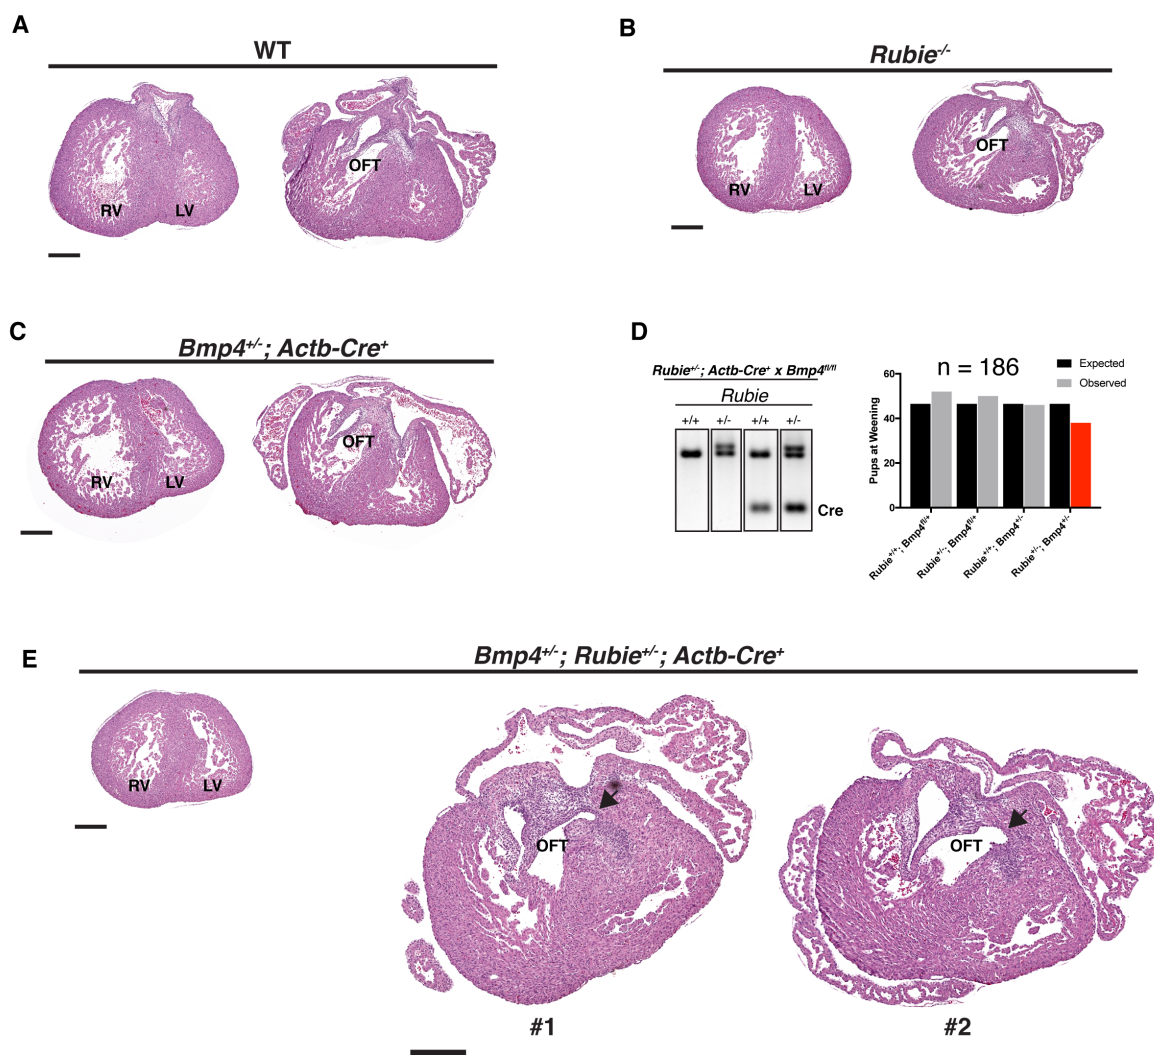 A
WT
RV
LV
OFT
B
Rubie-/-
RV
LV
OFT
C
Bmp4+/-; Actb-Cre+
RV
LV
OFT
D
Rubie+/-; Actb-Cre+ x Bmp4fl/fl
Rubie
+/+ +/- +/+ +/-
Cre
n = 186
Expected
Observed
Pups at Weening
60
40
20
0
Rubie+/+; Bmp4fl/+
Rubie+/-; Bmp4fl/+
Rubie+/+; Bmp4+/-
Rubie+/-; Bmp4+/-
E
Bmp4+/-; Rubie+/-; Actb-Cre+
RV
LV
OFT
#1
OFT
#2